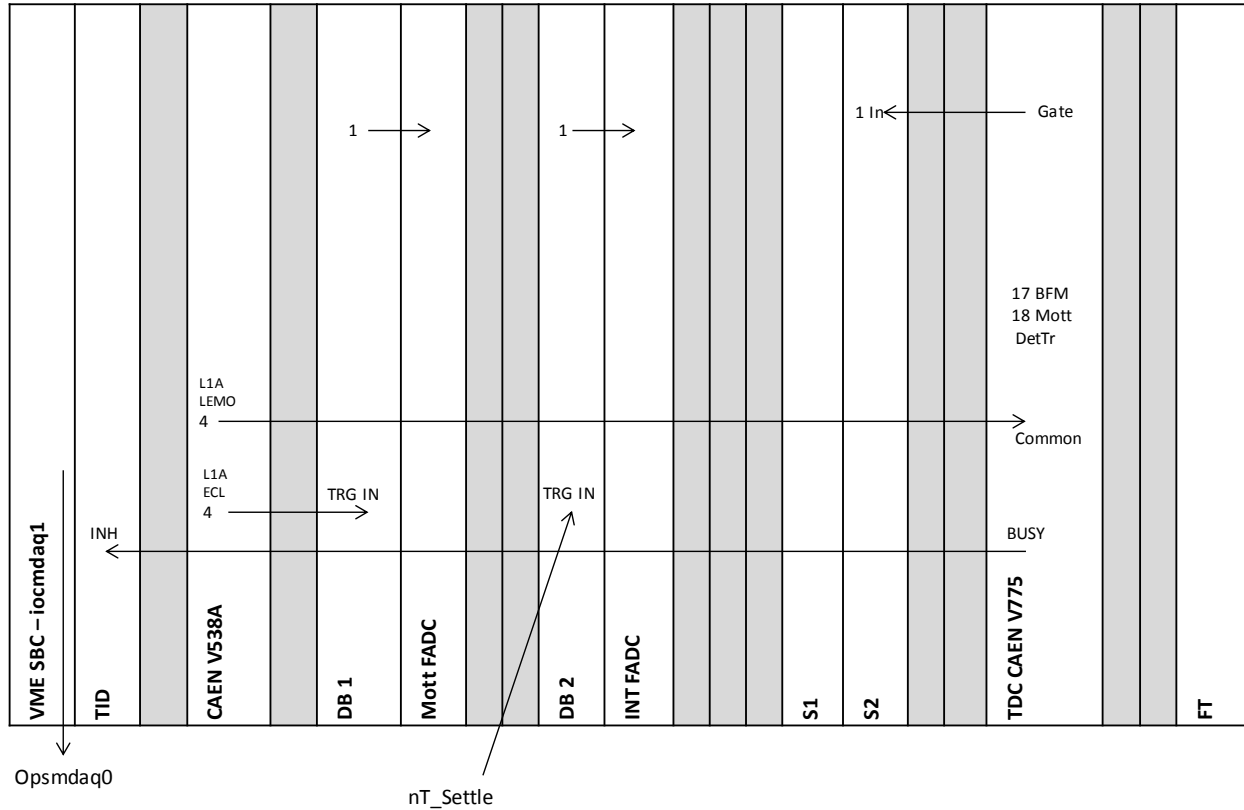 1
1
1 In
Gate
17 BFM
18 Mott
DetTr
L1A
LEMO
4
Common
L1A
ECL
4
TRG IN
TRG IN
INH
BUSY
VME SBC – iocmdaq1
TID
CAEN V538A
DB 1
Mott FADC
DB 2
INT FADC
S1
S2
TDC CAEN V775
FT
Opsmdaq0
nT_Settle